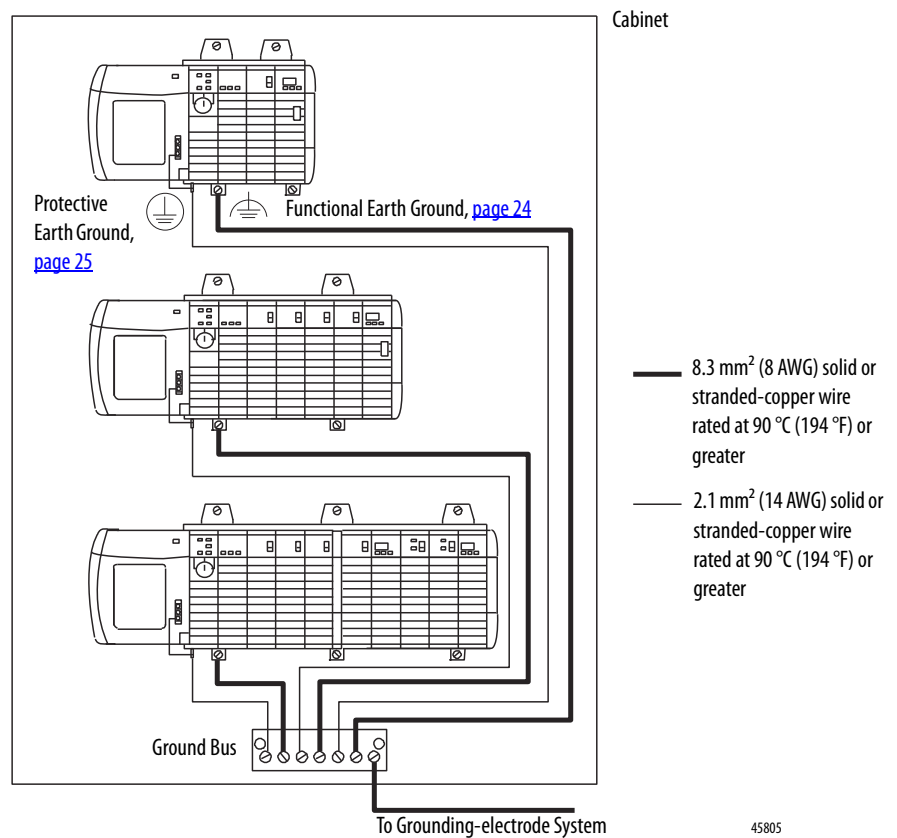 Cabinet
Protective
Earth Ground,
page 25
Functional Earth Ground, page 24
8.3 mm² (8 AWG) solid or
stranded-copper wire
rated at 90 °C (194 °F) or
greater
2.1 mm² (14 AWG) solid or
stranded-copper wire
rated at 90 °C (194 °F) or
greater
Ground Bus
To Grounding-electrode System
45805